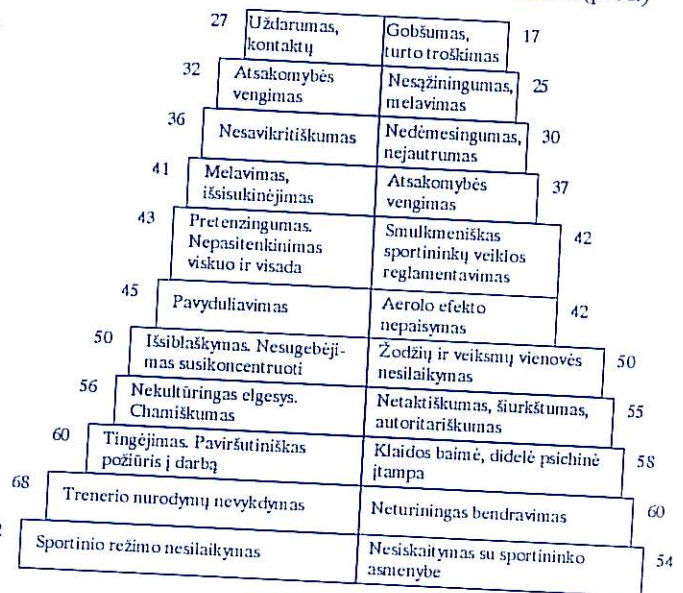 27 Uždarumas, kontaktų Gobšumas, turto troškimas 17
32 Atsakomybės vengimas Nesąžiningumas, melavimas 25
36 Nesavikritiškumas Nedėmesingumas, nejautrumas 30
41 Melavimas, išsisukinėjimas Atsakomybės vengimas 37
43 Pretenzingumas. Nepasitenkinimas viskuo ir visada Smulkmeniškas sportininkų veiklos reglamentavimas 42
45 Pavyduliavimas Aerolo efekto nepaisymas 42
50 Išsiblaškymas. Nesugebėji-mas susikoncentruoti Žodžių ir veiksmų vienovės nesilaikymas 50
56 Nekultūringas elgesys. Chamiškumas Netaktiškumas, šiurkštumas, autoritariškumas 55
60 Tingėjimas. Paviršutiniškas požiūris į darbą Klaidos baimė, didelė psichinė įtampa 58
68 Trenerio nurodymų nevykdymas Neturiningas bendravimas 60
Sportinio režimo nesilaikymas Nesiskaitymas su sportininko asmenybe 54